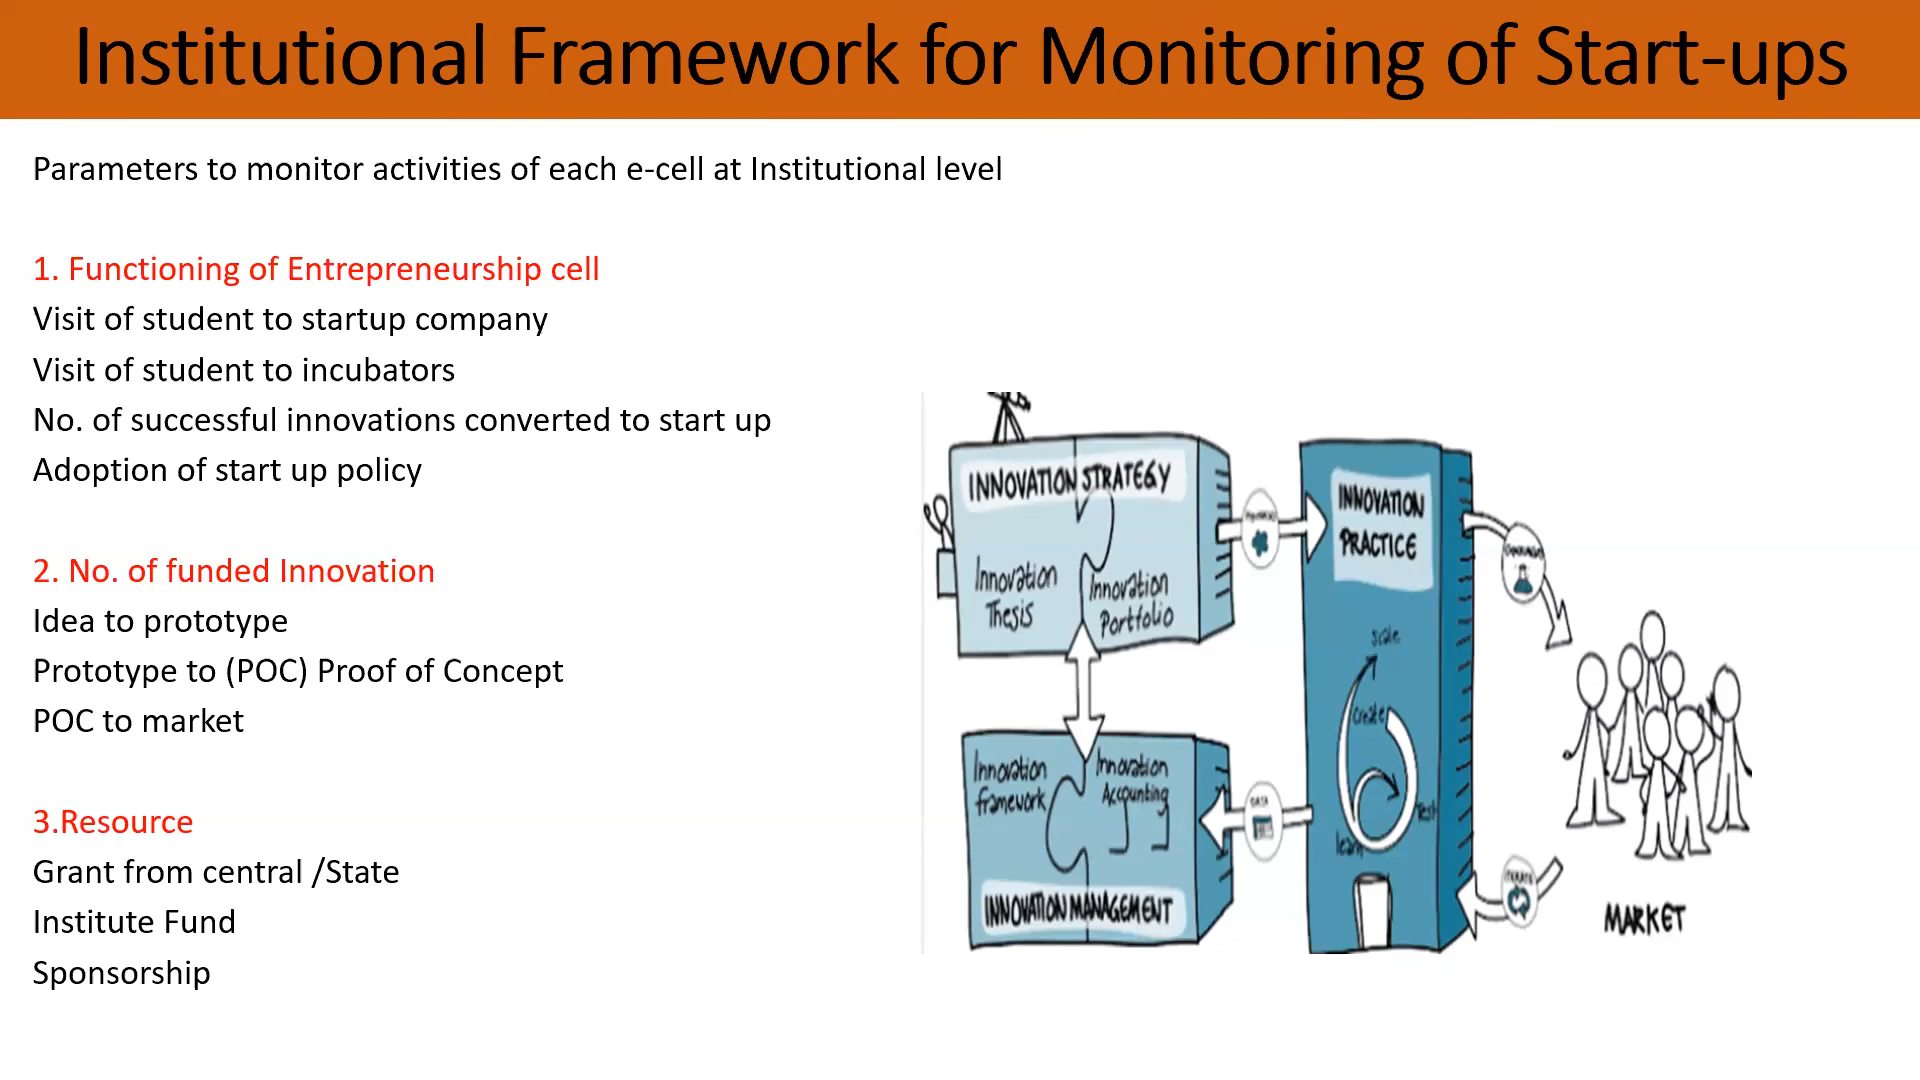 Institutional Framework for Monitoring of Start-ups
Parameters to monitor activities of each e-cell at Institutional level
1. Functioning of Entrepreneurship cell
Visit of student to startup company
Visit of student to incubators
No. of successful innovations converted to start up
Adoption of start up policy
2. No. of funded Innovation
Idea to prototype
Prototype to (POC) Proof of Concept
POC to market
3.Resource
Grant from central /State
Institute Fund
Sponsorship
INNOVATION STRATEGY
Innovation
Thesis
Innovation
Portfolio
Innovation
framework
Innovation
Accounting
INNOVATION MANAGEMENT
DATA
INNOVATION
PRACTICE
scale
create
Test
learn
ITERATE
MARKET